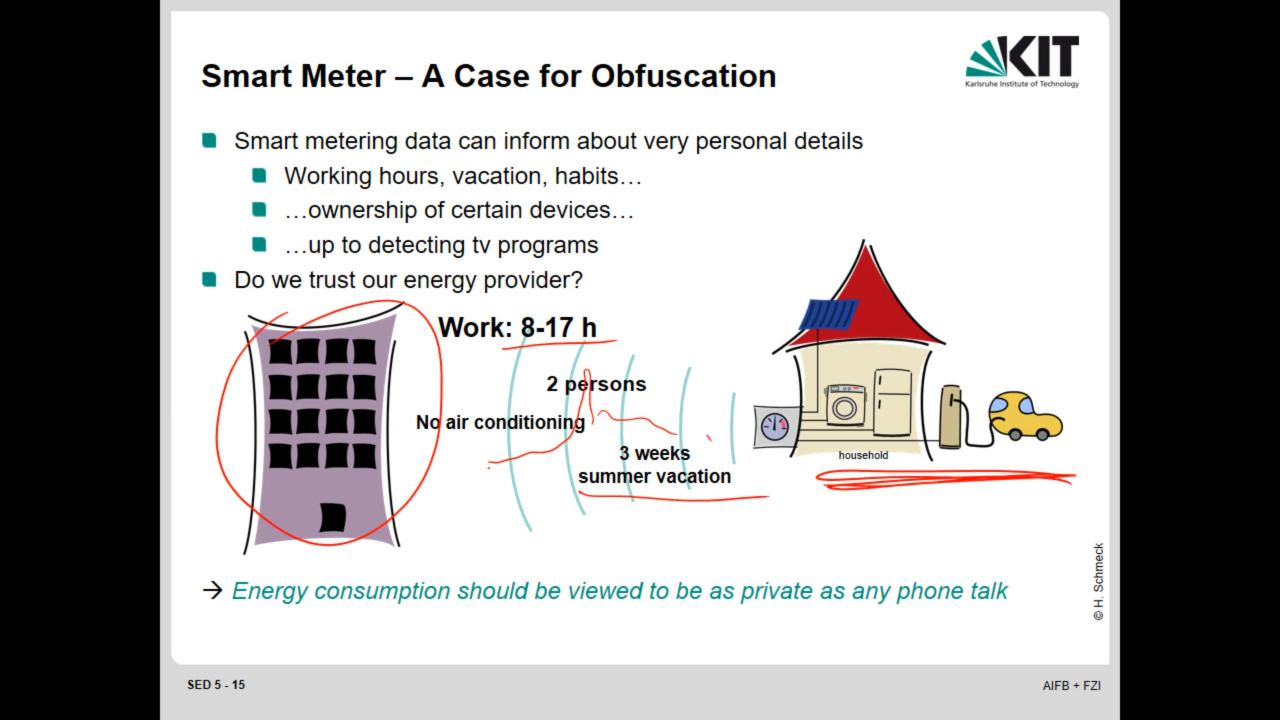 KIT
Karlsruhe Institute of Technology
Smart Meter – A Case for Obfuscation
Smart metering data can inform about very personal details
Working hours, vacation, habits…
…ownership of certain devices…
…up to detecting tv programs
Do we trust our energy provider?
Work: 8-17 h
2 persons
No air conditioning
3 weeks
summer vacation
household
→ Energy consumption should be viewed to be as private as any phone talk
© H. Schmeck
SED 5 - 15
AIFB + FZI